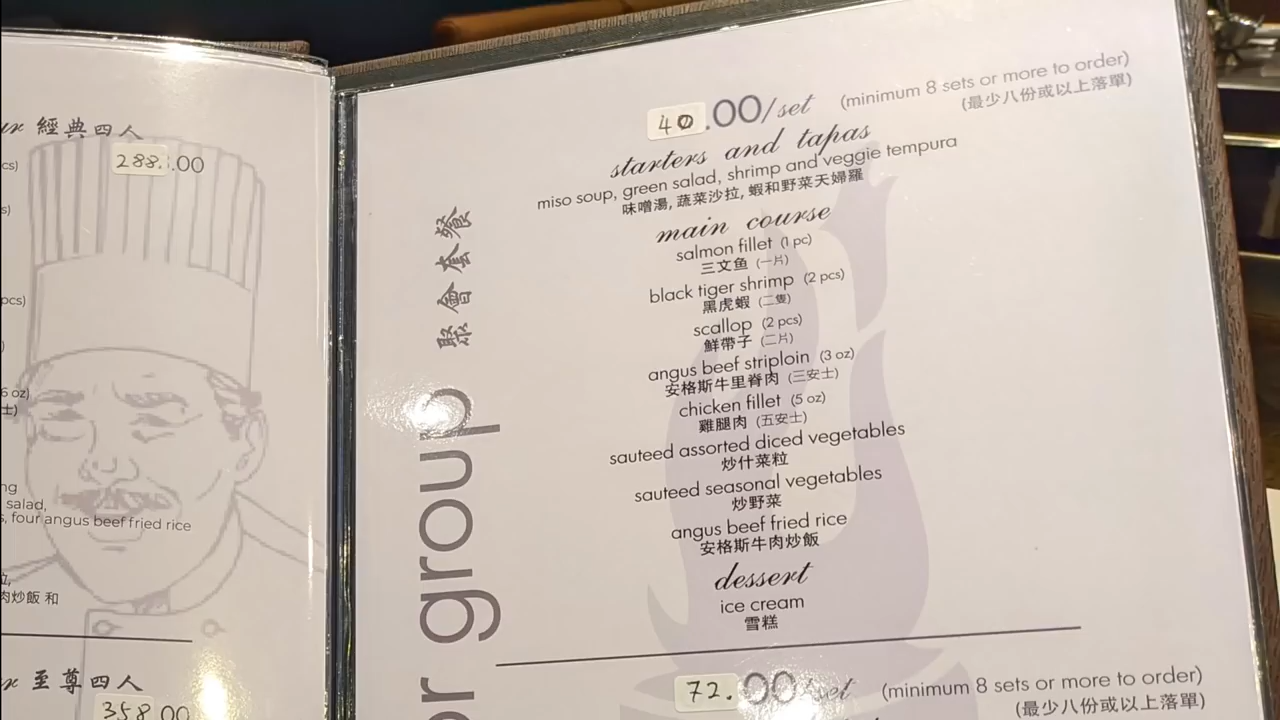 經典四人
cs)
288..00
s)
pcs)
)
6 oz)
士)
ng
salad,
s, four angus beef fried rice
肉炒飯 和
至尊四人
358.00
or group 聚會套餐
40.00/set (minimum 8 sets or more to order)
(最少八份或以上落單)
starters and tapas
miso soup, green salad, shrimp and veggie tempura
味噌湯, 蔬菜沙拉, 蝦和野菜天婦羅
main course
salmon fillet (1 pc)
三文鱼 (一片)
black tiger shrimp (2 pcs)
黑虎蝦 (二隻)
scallop (2 pcs)
鮮帶子 (二片)
angus beef striploin (3 oz)
安格斯牛里脊肉 (三安士)
chicken fillet (5 oz)
雞腿肉 (五安士)
sauteed assorted diced vegetables
炒什菜粒
sauteed seasonal vegetables
炒野菜
angus beef fried rice
安格斯牛肉炒飯
dessert
ice cream
雪糕
72.00/set (minimum 8 sets or more to order)
(最少八份或以上落單)